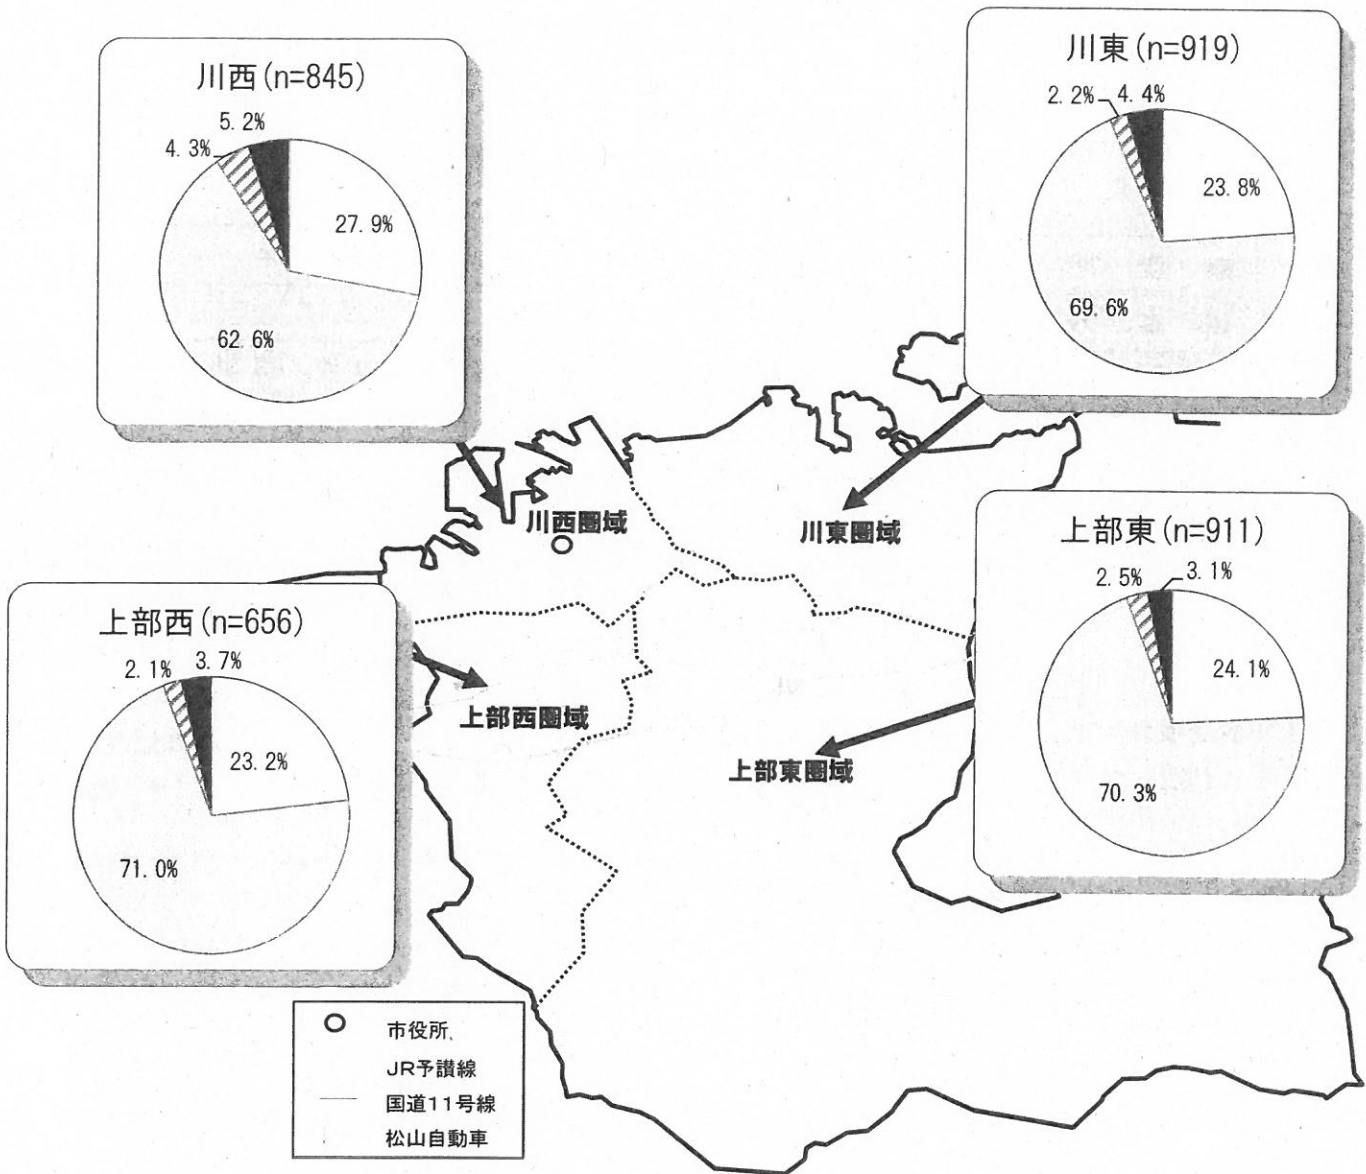 川西(n=845)
5.2%
4.3%
27.9%
62.6%
川東(n=919)
2.2%
4.4%
23.8%
69.6%
川西圏域
川東圏域
上部東(n=911)
2.5%
3.1%
24.1%
70.3%
上部西(n=656)
2.1%
3.7%
23.2%
71.0%
上部西圏域
上部東圏域
市役所
JR予讃線
国道11号線
松山自動車